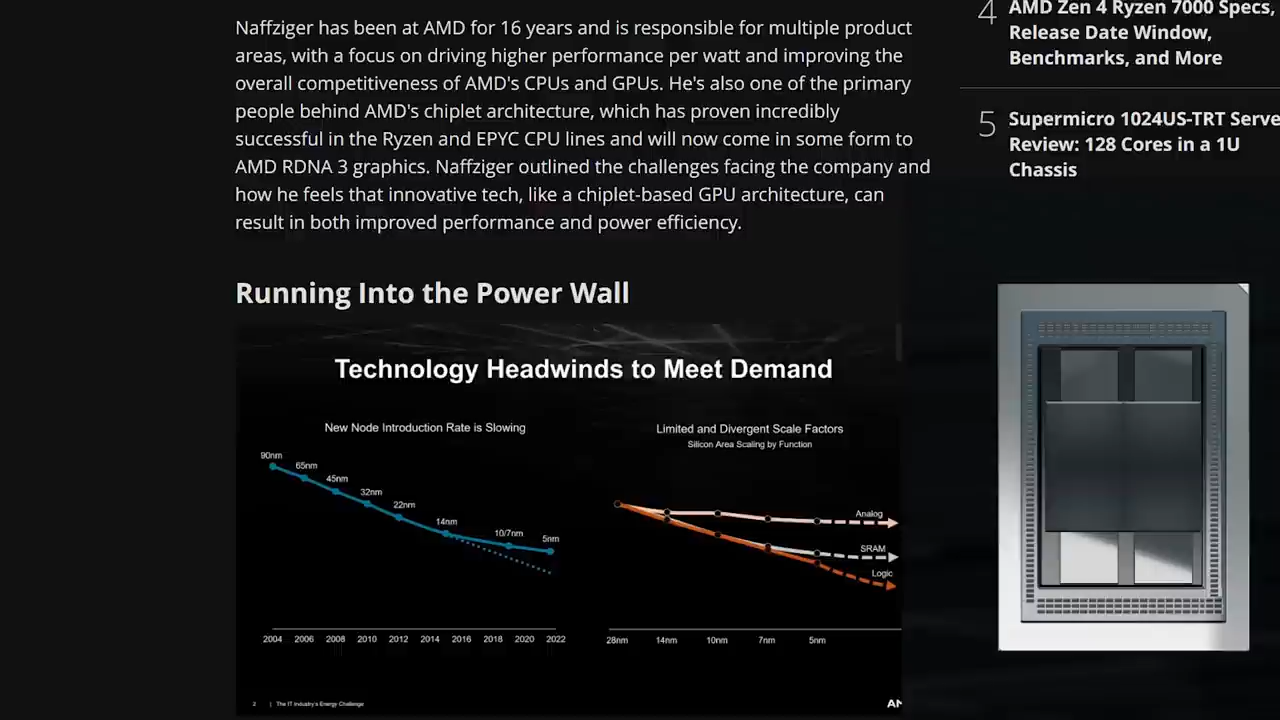 Naffziger has been at AMD for 16 years and is responsible for multiple product
areas, with a focus on driving higher performance per watt and improving the
overall competitiveness of AMD's CPUs and GPUs. He's also one of the primary
people behind AMD's chiplet architecture, which has proven incredibly
successful in the Ryzen and EPYC CPU lines and will now come in some form to
AMD RDNA 3 graphics. Naffziger outlined the challenges facing the company and
how he feels that innovative tech, like a chiplet-based GPU architecture, can
result in both improved performance and power efficiency.
4 AMD Zen 4 Ryzen 7000 Specs,
Release Date Window,
Benchmarks, and More
5 Supermicro 1024US-TRT Serve
Review: 128 Cores in a 1U
Chassis
Running Into the Power Wall
Technology Headwinds to Meet Demand
New Node Introduction Rate is Slowing
90nm
65nm
45nm
32nm
22nm
14nm
10/7nm
5nm
2004 2006 2008 2010 2012 2014 2016 2018 2020 2022
Limited and Divergent Scale Factors
Silicon Area Scaling by Function
Analog
SRAM
Logic
28nm 14nm 10nm 7nm 5nm
2 | The IT Industry's Energy Challenge
AM